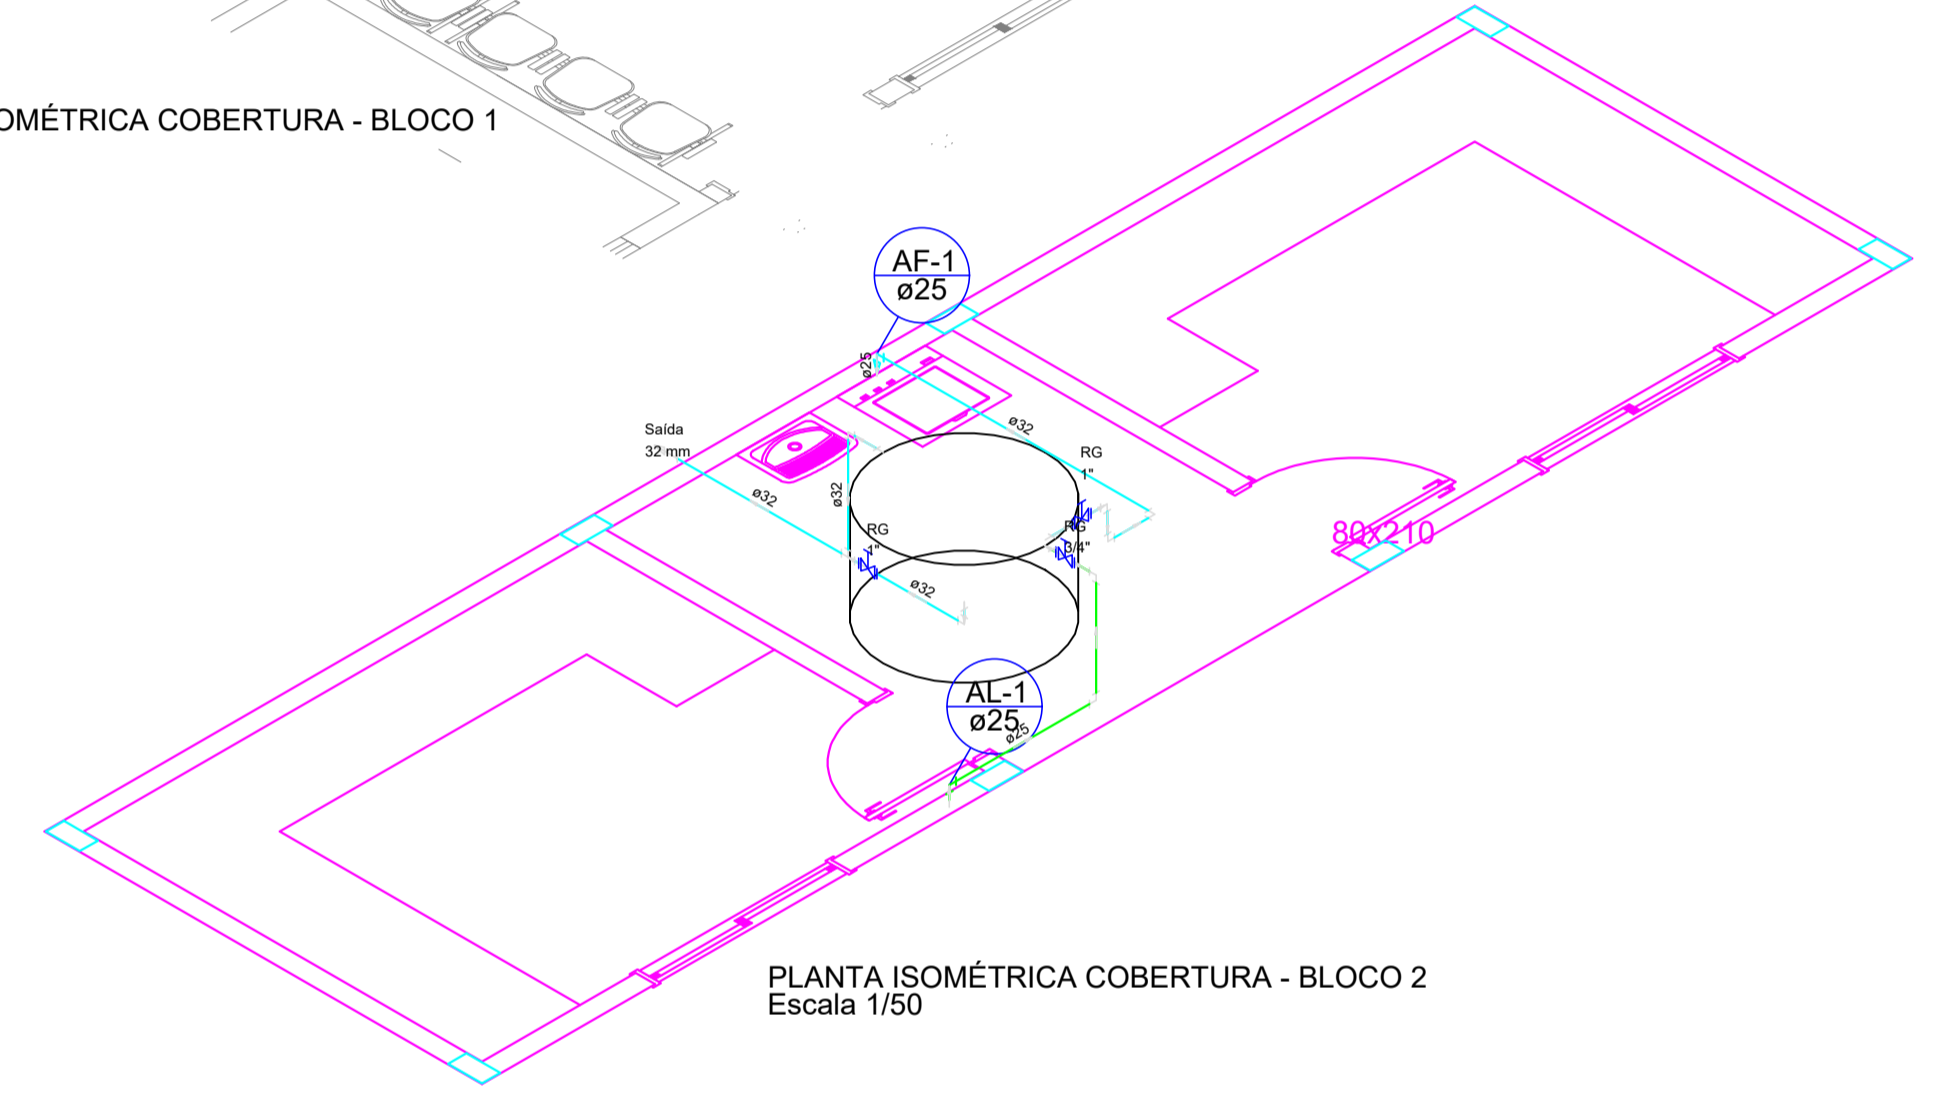 OMÉTRICA COBERTURA - BLOCO 1
AF-1
ø25
ø25
Saída
32 mm
ø32
RG
1"
ø32
ø32
RG
1"
RG
3/4"
80x210
ø32
AL-1
ø25
ø25
PLANTA ISOMÉTRICA COBERTURA - BLOCO 2
Escala 1/50